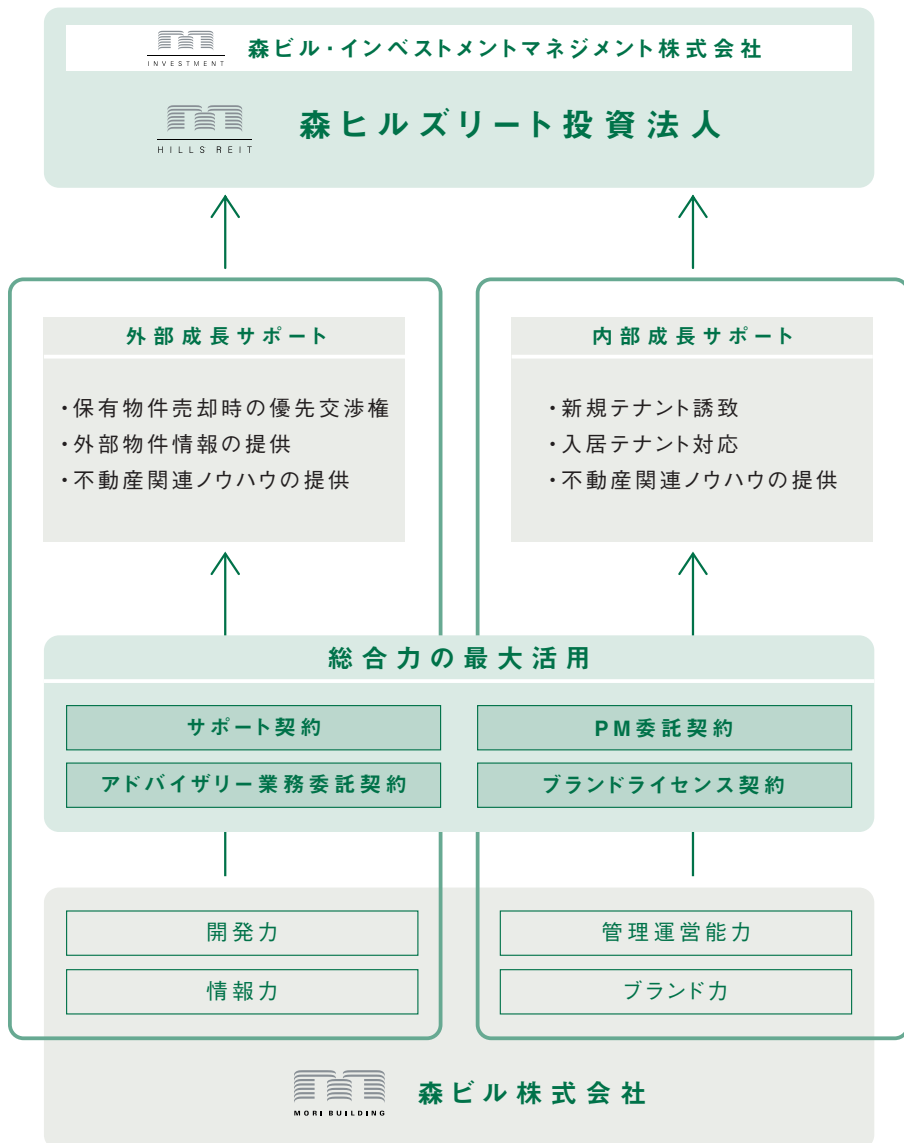 INVESTMENT
森ビル・インベストメントマネジメント株式会社
HILLS REIT
森ヒルズリート投資法人
外部成長サポート
・保有物件売却時の優先交渉権
・外部物件情報の提供
・不動産関連ノウハウの提供
内部成長サポート
・新規テナント誘致
・入居テナント対応
・不動産関連ノウハウの提供
総合力の最大活用
サポート契約
PM委託契約
アドバイザリー業務委託契約
ブランドライセンス契約
開発力
管理運営能力
情報力
ブランド力
MORI BUILDING
森ビル株式会社